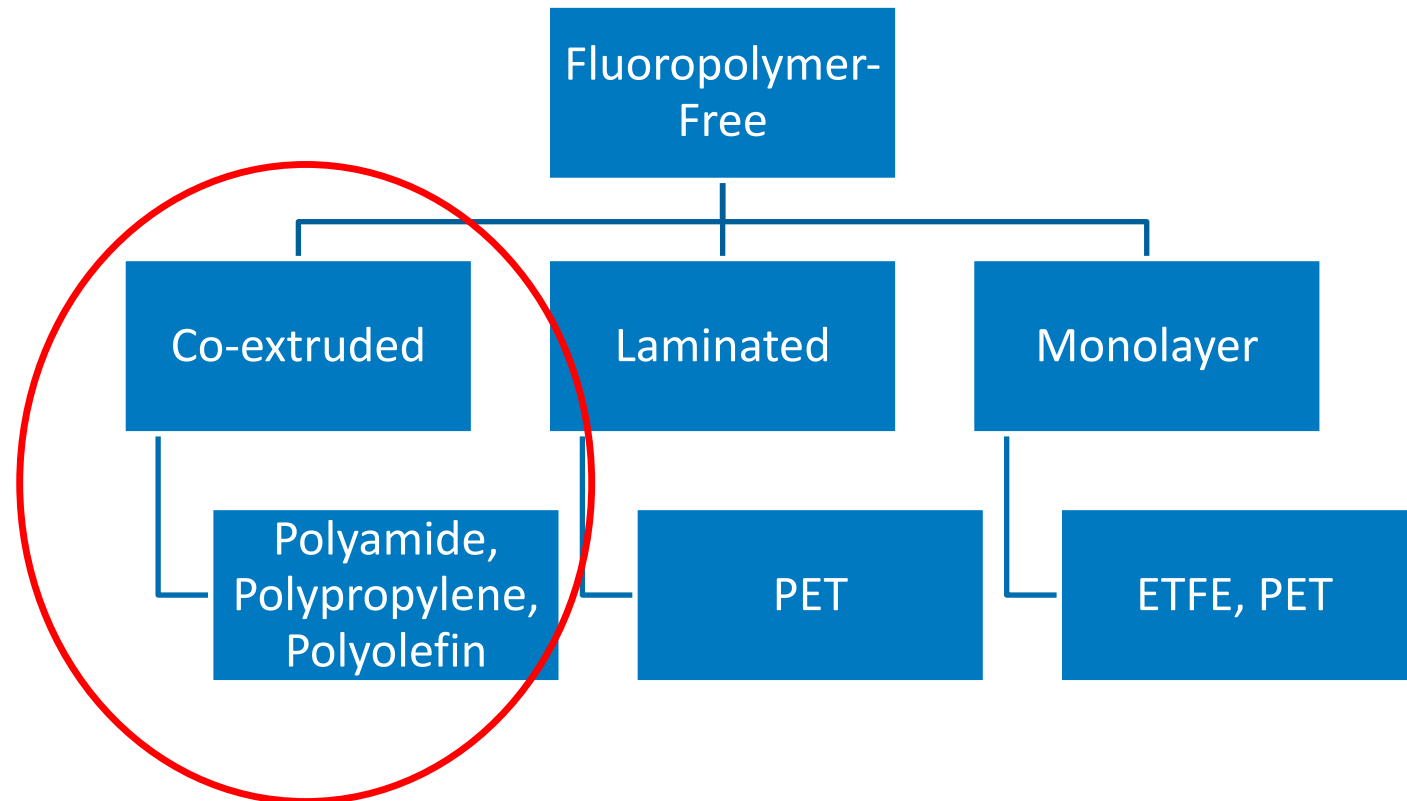 Fluoropolymer-
Free
Co-extruded
Laminated
Monolayer
Polyamide,
Polypropylene,
Polyolefin
PET
ETFE, PET